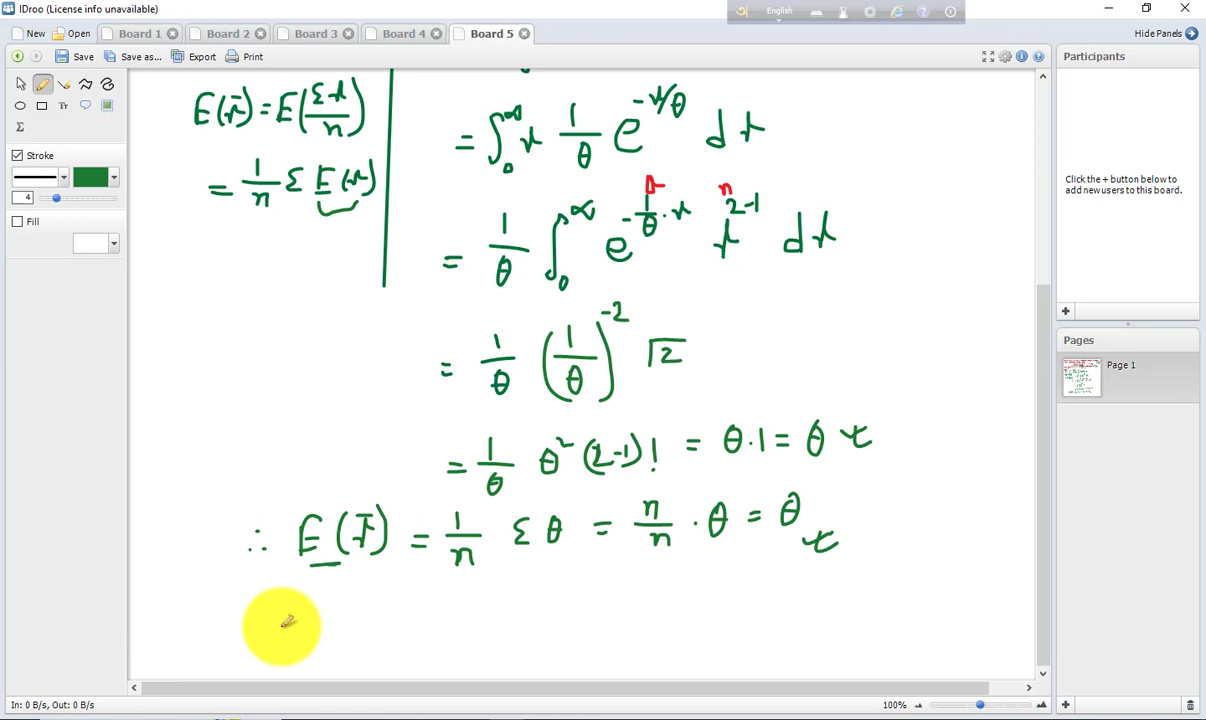 IDroo (License info unavailable)
English
New Open Board 1 Board 2 Board 3 Board 4 Board 5 Hide Panels
Save Save as... Export Print Participants
E(x̄) = E(Σx/n)
= 1/n Σ E(x)
= ∫₀^∞ x 1/θ e^(-x/θ) dx
= 1/θ ∫₀^∞ e^(-1/θ · x) x^(2-1) dx
n
= 1/θ (1/θ)^(-2) Γ2
= 1/θ θ² (2-1)! = θ·1 = θ
∴ E(x̄) = 1/n Σ θ = n/n · θ = θ
Stroke
4
Fill
Click the + button below to
add new users to this board.
Pages
Page 1
In: 0 B/s, Out: 0 B/s
100%